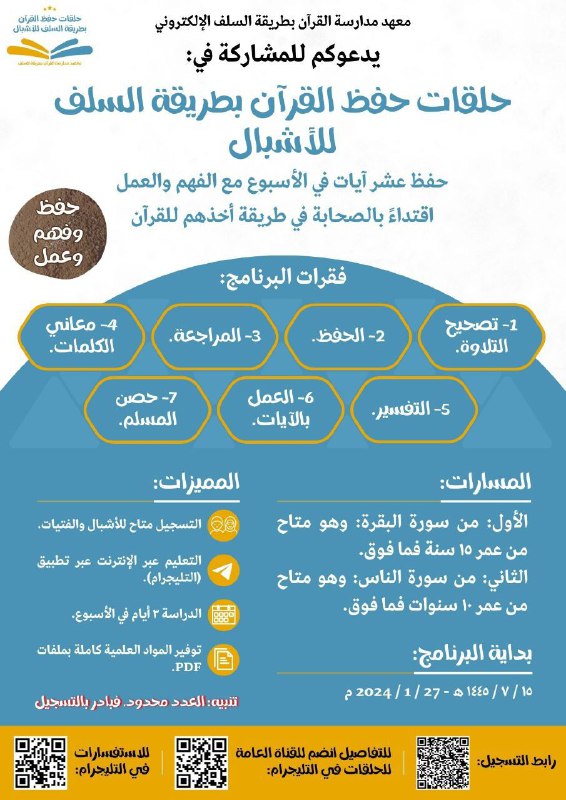 حلقات حفظ القرآن
بطريقة السلف للأشبال
معهد مدارسة القرآن بطريقة السلف
معهد مدارسة القرآن بطريقة السلف الإلكتروني
يدعوكم للمشاركة في:
حلقات حفظ القرآن بطريقة السلف
للأشبال
حفظ عشر آيات في الأسبوع مع الفهم والعمل
اقتداءً بالصحابة في طريقة أخذهم للقرآن
حفظ
وفهم
وعمل
فقرات البرنامج:
1- تصحيح
التلاوة.
2- الحفظ.
3- المراجعة.
4- معاني
الكلمات.
5- التفسير.
6- العمل
بالآيات.
7- حصن
المسلم.
المسارات:
الأول: من سورة البقرة: وهو متاح
من عمر ١٥ سنة فما فوق.
الثاني: من سورة الناس: وهو متاح
من عمر ١٠ سنوات فما فوق.
بداية البرنامج:
١٥ / ٧ / ١٤٤٥ هـ - 27 / 1 / 2024 م
المميزات:
التسجيل متاح للأشبال والفتيات.
التعليم عبر الإنترنت عبر تطبيق
(التليجرام).
الدراسة ٣ أيام في الأسبوع.
توفير المواد العلمية كاملة بملفات
PDF.
تنبيه: العدد محدود، فبادر بالتسجيل
رابط التسجيل:
للتفاصيل انضم للقناة العامة
للحلقات في التليجرام:
للاستفسارات
في التليجرام: